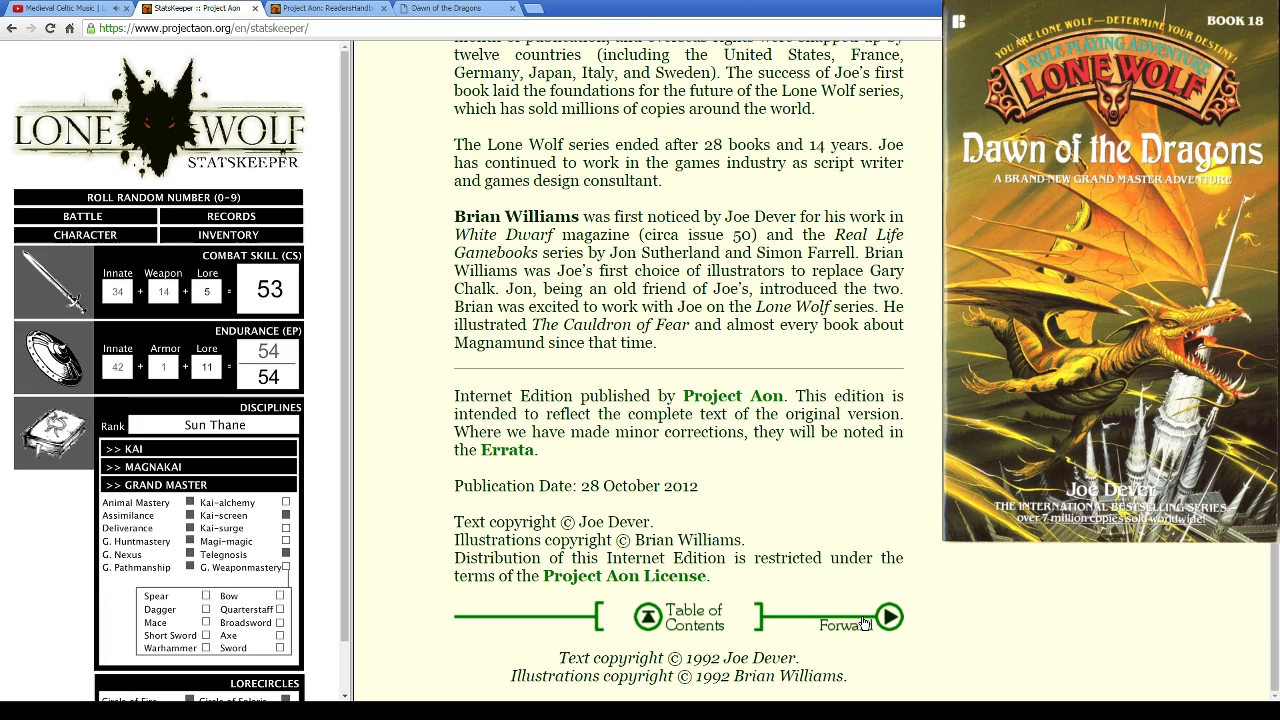 Medieval Celtic Music |
StatsKeeper :: Project Aon
Project Aon: ReadersHandb
Dawn of the Dragons
https://www.projectaon.org/en/statskeeper/
LONE WOLF
STATSKEEPER
ROLL RANDOM NUMBER (0-9)
BATTLE RECORDS
CHARACTER INVENTORY
COMBAT SKILL (CS)
Innate Weapon Lore
34 + 14 + 5 = 53
ENDURANCE (EP)
Innate Armor Lore 54
42 + 1 + 11 = 54
DISCIPLINES
Rank Sun Thane
>> KAI
>> MAGNAKAI
>> GRAND MASTER
Animal Mastery Kai-alchemy
Assimilance Kai-screen
Deliverance Kai-surge
G. Huntmastery Magi-magic
G. Nexus Telegnosis
G. Pathmanship G. Weaponmastery
Spear Bow
Dagger Quarterstaff
Mace Broadsword
Short Sword Axe
Warhammer Sword
LORECIRCLES
Circle of Fire Circle of Solaris
twelve countries (including the United States, France,
Germany, Japan, Italy, and Sweden). The success of Joe’s first
book laid the foundations for the future of the Lone Wolf series,
which has sold millions of copies around the world.
The Lone Wolf series ended after 28 books and 14 years. Joe
has continued to work in the games industry as script writer
and games design consultant.
Brian Williams was first noticed by Joe Dever for his work in
White Dwarf magazine (circa issue 50) and the Real Life
Gamebooks series by Jon Sutherland and Simon Farrell. Brian
Williams was Joe’s first choice of illustrators to replace Gary
Chalk. Jon, being an old friend of Joe’s, introduced the two.
Brian was excited to work with Joe on the Lone Wolf series. He
illustrated The Cauldron of Fear and almost every book about
Magnamund since that time.
Internet Edition published by Project Aon. This edition is
intended to reflect the complete text of the original version.
Where we have made minor corrections, they will be noted in
the Errata.
Publication Date: 28 October 2012
Text copyright © Joe Dever.
Illustrations copyright © Brian Williams.
Distribution of this Internet Edition is restricted under the
terms of the Project Aon License.
Table of
Contents
Forward
Text copyright © 1992 Joe Dever.
Illustrations copyright © 1992 Brian Williams.
B
BOOK 18
YOU ARE LONE WOLF—DETERMINE YOUR DESTINY!
A ROLE PLAYING ADVENTURE
LONE WOLF
Dawn of the Dragons
A BRAND-NEW GRAND MASTER ADVENTURE
Joe Dever
THE INTERNATIONAL BESTSELLING SERIES—
over 7 million copies sold worldwide!